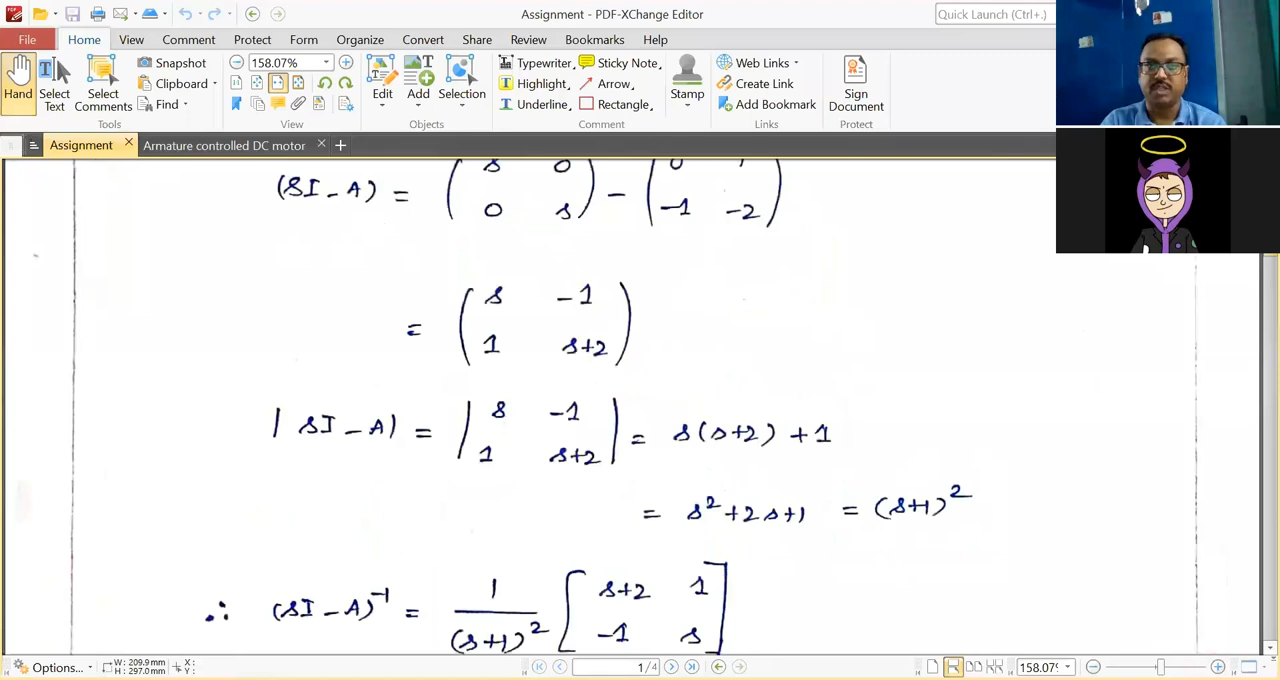 Assignment - PDF-XChange Editor
Quick Launch (Ctrl+.)
File Home View Comment Protect Form Organize Convert Share Review Bookmarks Help
Hand
Select Text
Select Comments
Snapshot
Clipboard
Find
Tools
158.07%
View
Edit
Add
Selection
Objects
Typewriter
Highlight
Underline
Sticky Note
Arrow
Rectangle
Stamp
Comment
Web Links
Create Link
Add Bookmark
Links
Sign Document
Protect
Assignment
Armature controlled DC motor
(SI - A) = ( s 0 ) - (
0 s -1 -2 )
= ( s -1
1 s+2 )
|SI - A| = | s -1
1 s+2 | = s(s+2) + 1
= s² + 2s + 1 = (s+1)²
∴ (SI - A)⁻¹ = 1 / (s+1)² [ s+2 1
-1 s ]
Options...
W: 209.9mm
H: 297.0mm
X:
Y:
1 / 4
158.07%